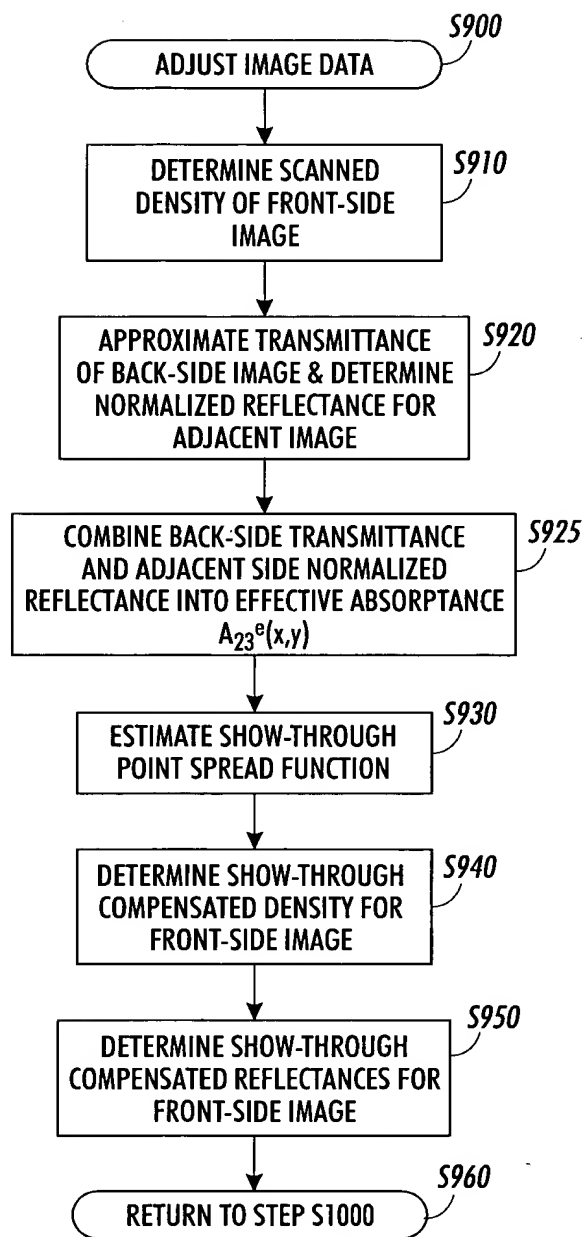 S900
ADJUST IMAGE DATA
S910
DETERMINE SCANNED
DENSITY OF FRONT-SIDE
IMAGE
S920
APPROXIMATE TRANSMITTANCE
OF BACK-SIDE IMAGE & DETERMINE
NORMALIZED REFLECTANCE FOR
ADJACENT IMAGE
S925
COMBINE BACK-SIDE TRANSMITTANCE
AND ADJACENT SIDE NORMALIZED
REFLECTANCE INTO EFFECTIVE ABSORPTANCE
A₂₃ᵉ(x,y)
S930
ESTIMATE SHOW-THROUGH
POINT SPREAD FUNCTION
S940
DETERMINE SHOW-THROUGH
COMPENSATED DENSITY FOR
FRONT-SIDE IMAGE
S950
DETERMINE SHOW-THROUGH
COMPENSATED REFLECTANCES FOR
FRONT-SIDE IMAGE
S960
RETURN TO STEP S1000